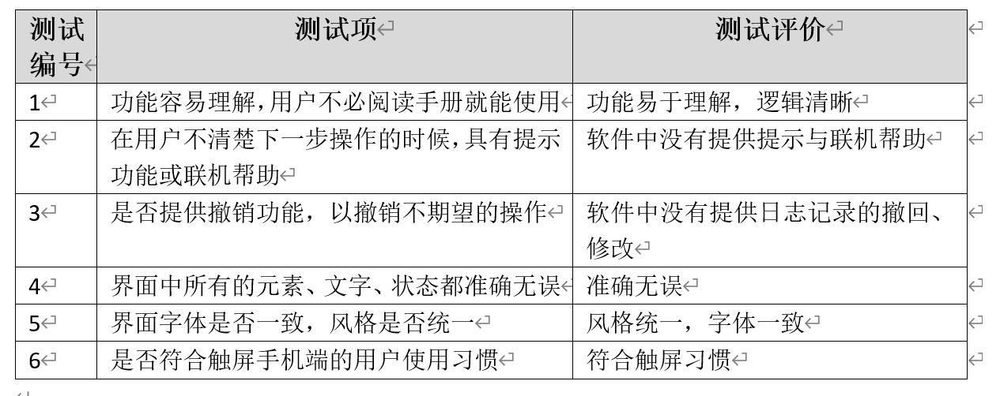 测试编号 测试项 测试评价
1 功能容易理解,用户不必阅读手册就能使用 功能易于理解，逻辑清晰
2 在用户不清楚下一步操作的时候,具有提示 软件中没有提供提示与联机帮助
功能或联机帮助
3 是否提供撤销功能，以撤销不期望的操作 软件中没有提供日志记录的撤回、
修改
4 界面中所有的元素、文字、状态都准确无误 准确无误
5 界面字体是否一致，风格是否统一 风格统一，字体一致
6 是否符合触屏手机端的用户使用习惯 符合触屏习惯